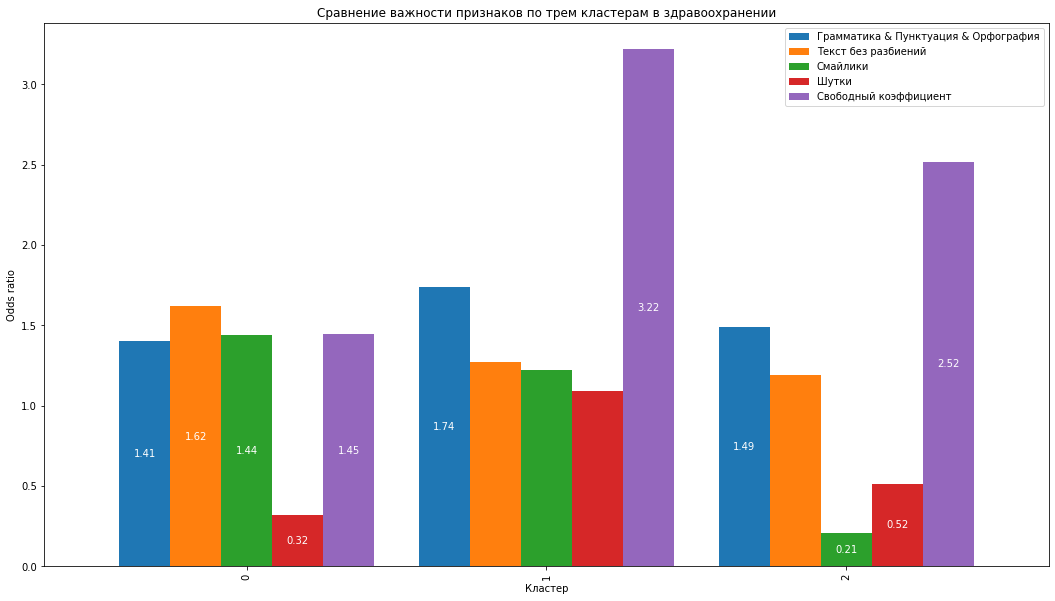 Сравнение важности признаков по трем кластерам в здравоохранении
Грамматика & Пунктуация & Орфография
Текст без разбиений
Смайлики
Шутки
Свободный коэффициент
Odds ratio
3.0
2.5
2.0
1.5
1.0
0.5
0.0
1.41
1.62
1.44
0.32
1.45
1.74
3.22
1.49
0.21
0.52
2.52
0
1
2
Кластер